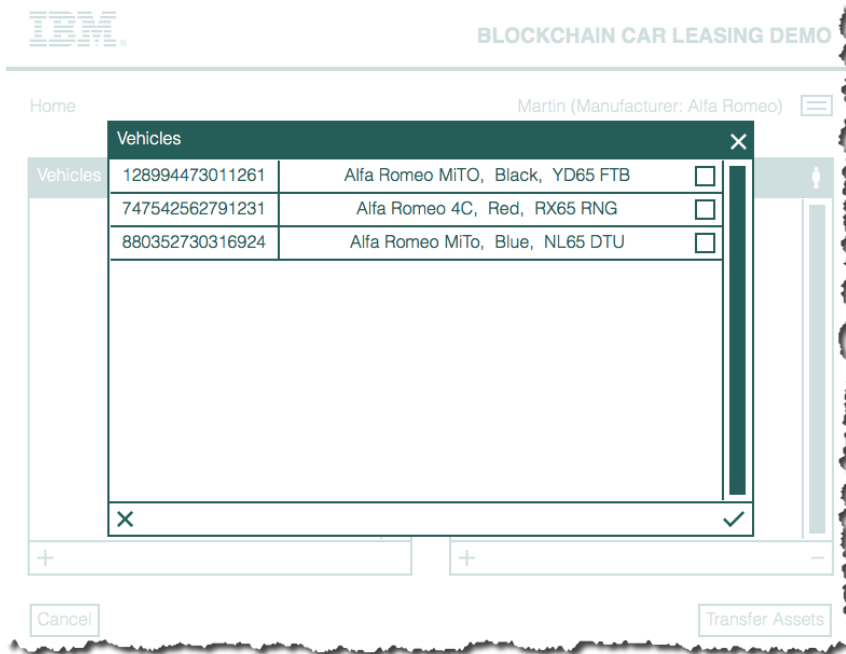 IBM®
BLOCKCHAIN CAR LEASING DEMO
Home
Martin (Manufacturer: Alfa Romeo)
Vehicles
Vehicles
128994473011261 Alfa Romeo MiTO, Black, YD65 FTB
747542562791231 Alfa Romeo 4C, Red, RX65 RNG
880352730316924 Alfa Romeo MiTo, Blue, NL65 DTU
Cancel
Transfer Assets